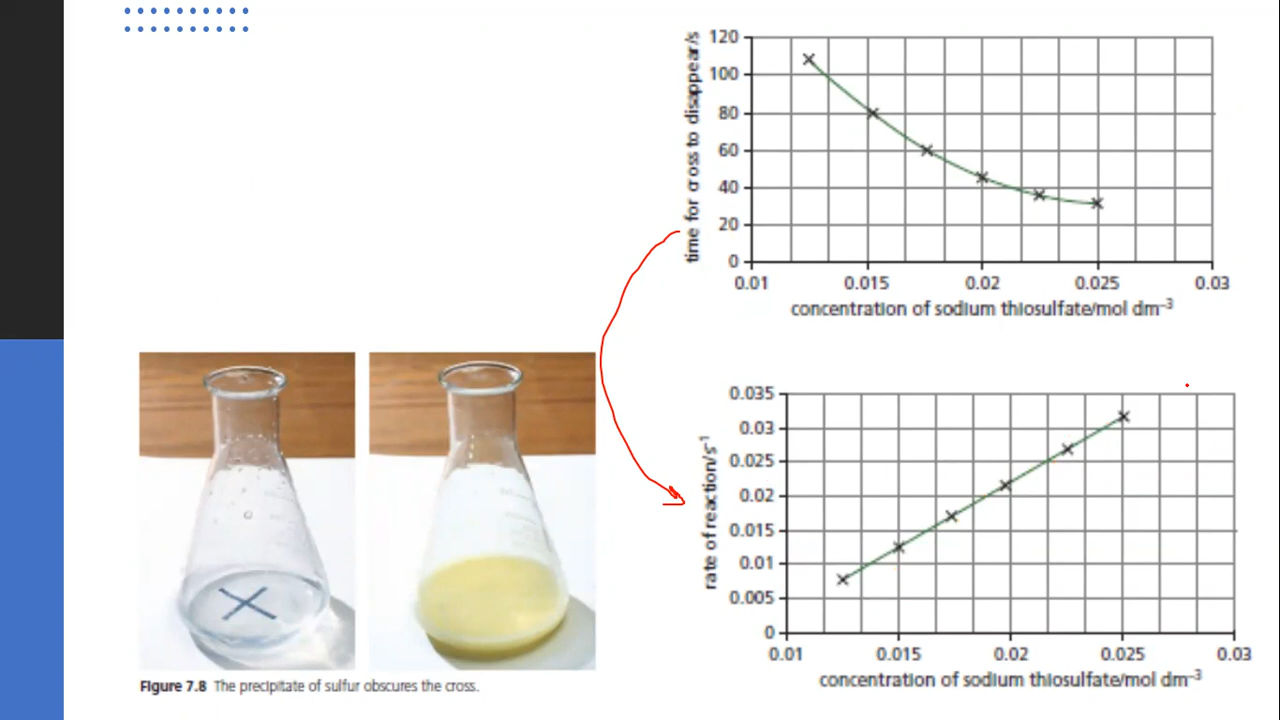 120
100
80
60
40
20
0
time for cross to disappear/s
0.01 0.015 0.02 0.025 0.03
concentration of sodium thiosulfate/mol dm⁻³
0.035
0.03
0.025
0.02
0.015
0.01
0.005
0
rate of reaction/s⁻¹
0.01 0.015 0.02 0.025 0.03
concentration of sodium thiosulfate/mol dm⁻³
Figure 7.8 The precipitate of sulfur obscures the cross.